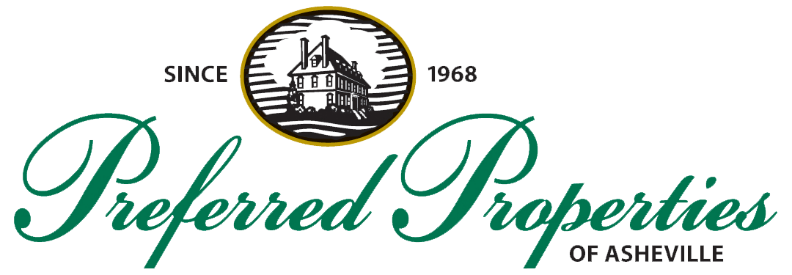 SINCE 1968
Preferred Properties
OF ASHEVILLE